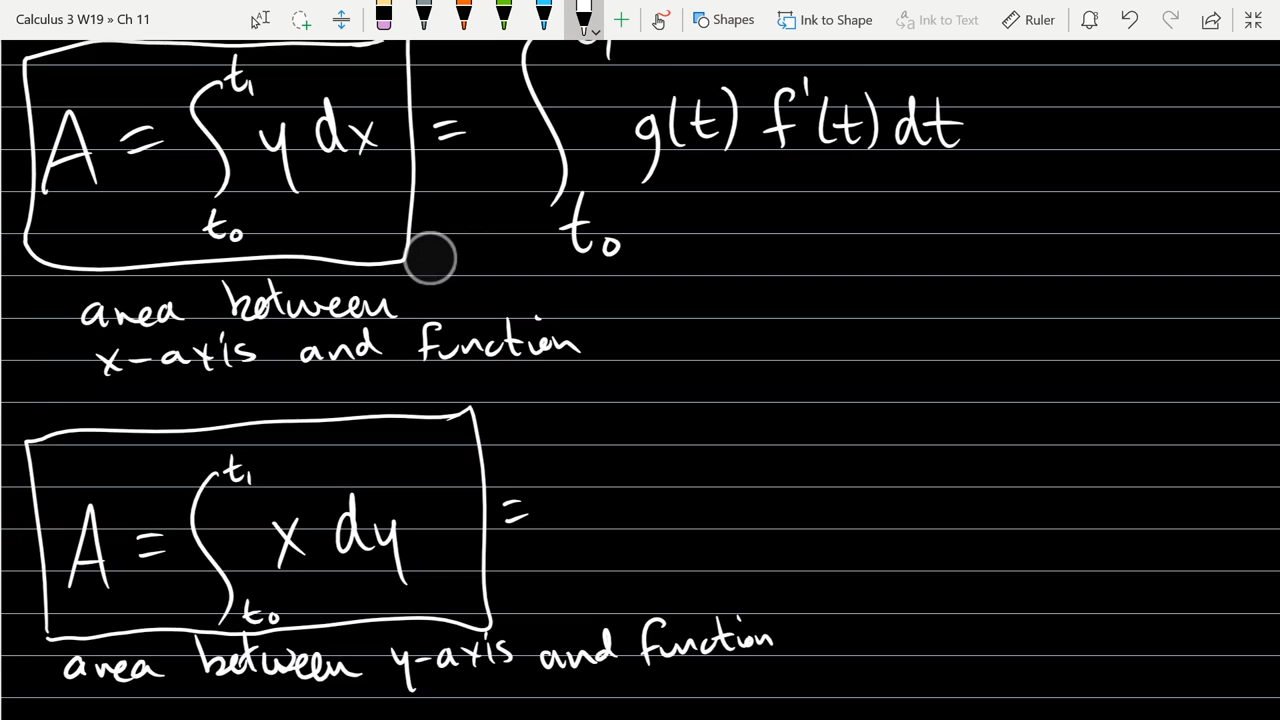 Calculus 3 W19 » Ch 11
Shapes Ink to Shape Ink to Text Ruler
A = ∫_{t₀}^{t₁} y dx = ∫_{t₀} g(t) f'(t) dt
area between
x-axis and function
A = ∫_{t₀}^{t₁} x dy =
area between y-axis and function